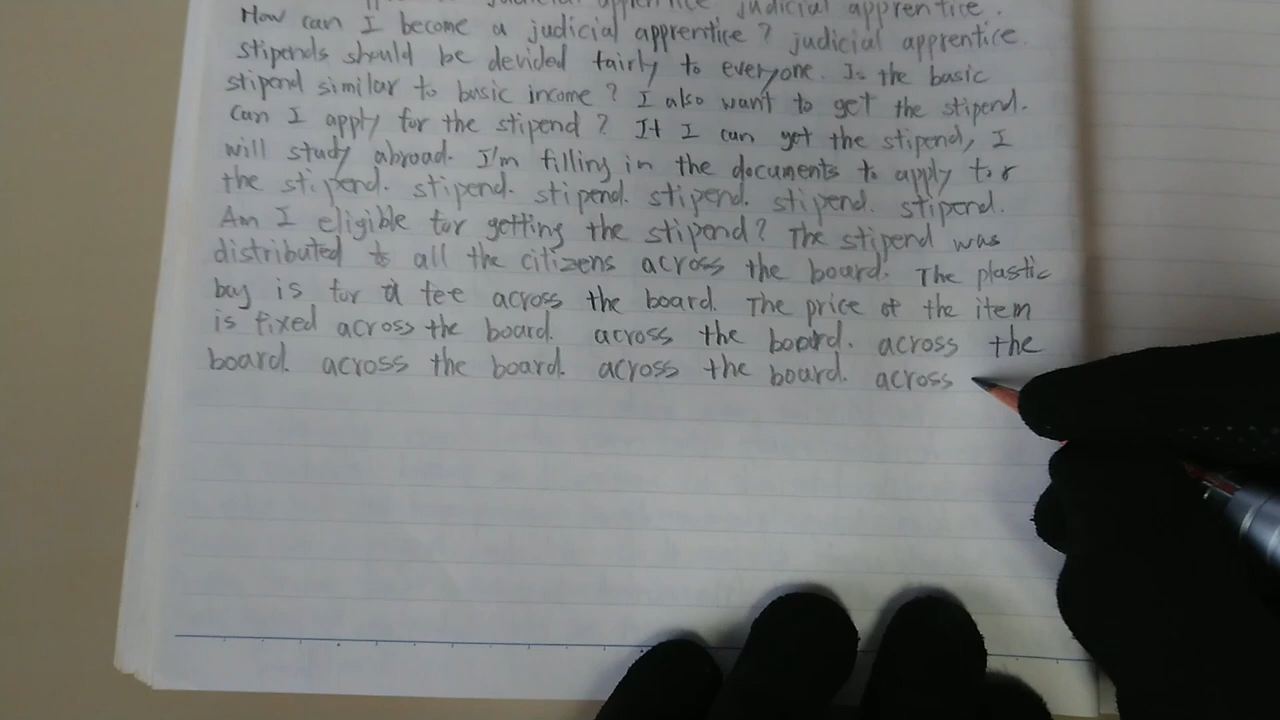 judicial apprentice judicial apprentice.
How can I become a judicial apprentice? judicial apprentice.
stipends should be devided fairly to everyone. Is the basic
stipend similar to basic income? I also want to get the stipend.
Can I apply for the stipend? If I can get the stipend, I
will study abroad. I'm filling in the documents to apply for
the stipend. stipend. stipend. stipend. stipend. stipend.
Am I eligible for getting the stipend? The stipend was
distributed to all the citizens across the board. The plastic
bag is for a fee across the board. The price of the item
is fixed across the board. across the board. across the
board. across the board. across the board. across